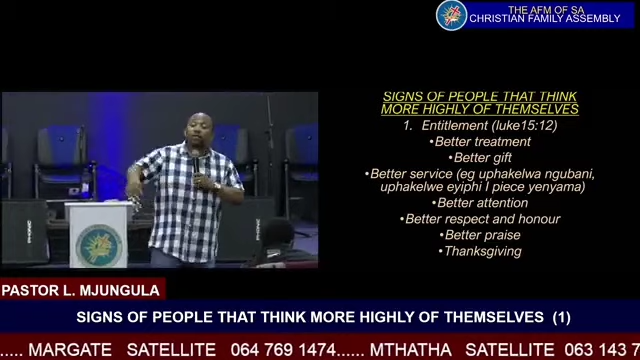 THE AFM OF SA
CHRISTIAN FAMILY ASSEMBLY
SIGNS OF PEOPLE THAT THINK
MORE HIGHLY OF THEMSELVES
1. Entitlement (luke15:12)
•Better treatment
•Better gift
•Better service (eg uphakelwa ngubani,
uphakelwe eyiphi I piece yenyama)
•Better attention
•Better respect and honour
•Better praise
•Thanksgiving
PASTOR L. MJUNGULA
SIGNS OF PEOPLE THAT THINK MORE HIGHLY OF THEMSELVES (1)
..... MARGATE SATELLITE 064 769 1474...... MTHATHA SATELLITE 063 143 7